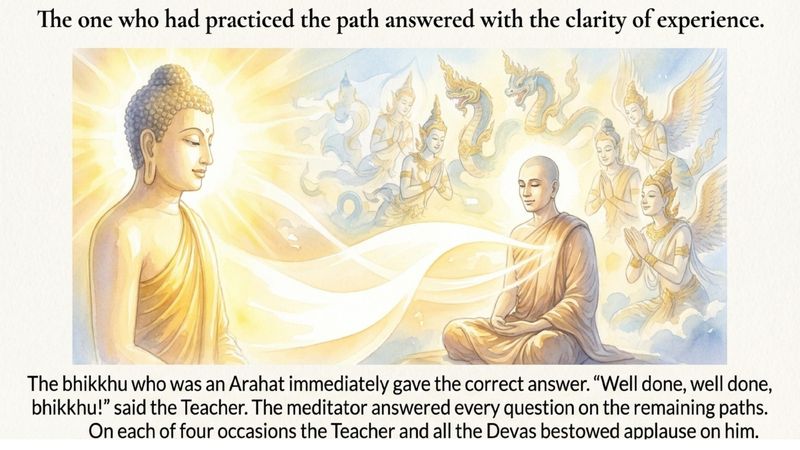 The one who had practiced the path answered with the clarity of experience.
The bhikkhu who was an Arahat immediately gave the correct answer. “Well done, well done,
bhikkhu!” said the Teacher. The meditator answered every question on the remaining paths.
On each of four occasions the Teacher and all the Devas bestowed applause on him.